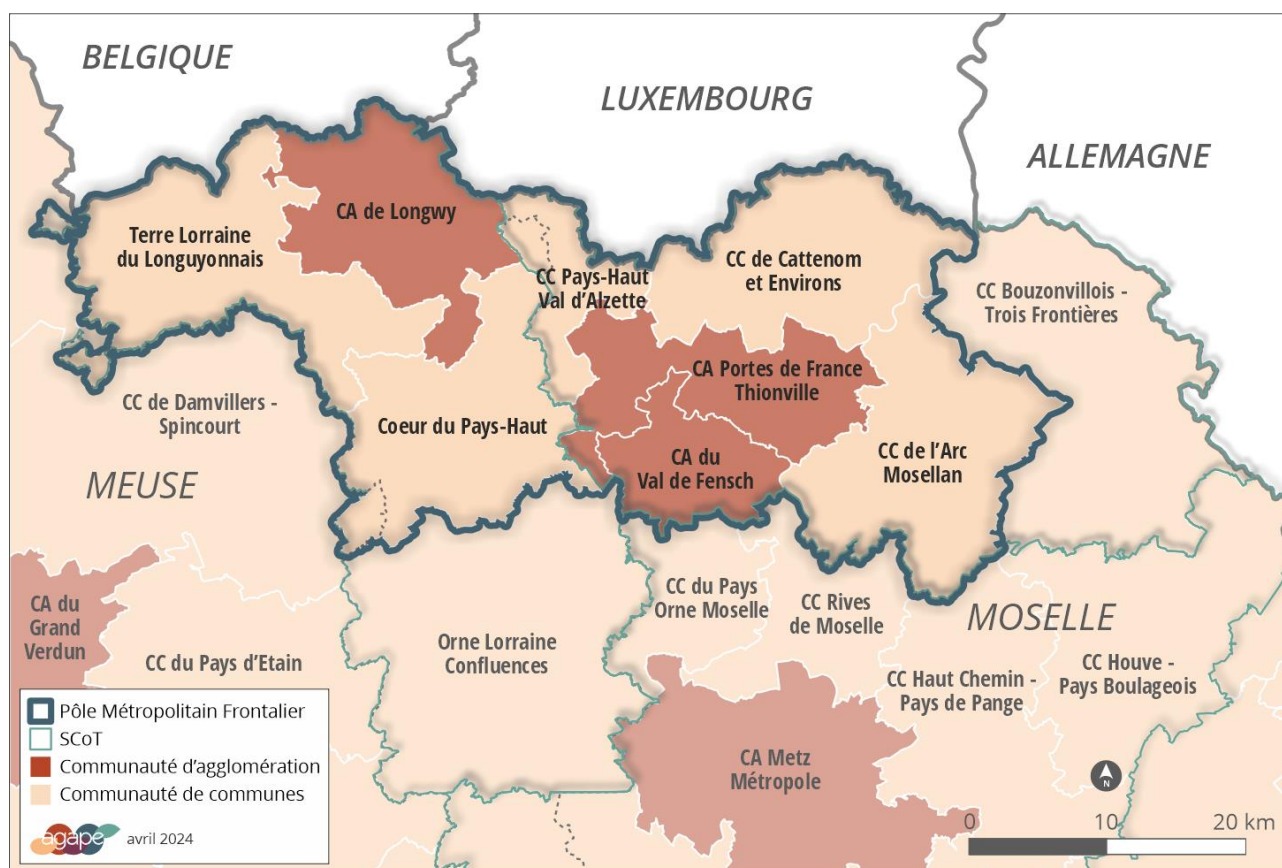 BELGIQUE
LUXEMBOURG
ALLEMAGNE
CA de Longwy
Terre Lorraine
du Longuyonnais
CC Pays-Haut
Val d'Alzette
CC de Cattenom
et Environs
CC Bouzonvillois -
Trois Frontières
CA Portes de France
Thionville
CC de Damvillers -
Spincourt
Coeur du Pays-Haut
CA du
Val de Fensch
CC de l'Arc
Mosellan
MEUSE
CA du
Grand
Verdun
CC du Pays d'Etain
Orne Lorraine
Confluences
CC du Pays
Orne Moselle
CC Rives
de Moselle
MOSELLE
CC Haut Chemin -
Pays de Pange
CC Houve -
Pays Boulageois
CA Metz
Métropole
Pôle Métropolitain Frontalier
SCoT
Communauté d'agglomération
Communauté de communes
agape avril 2024
N
0 10 20 km